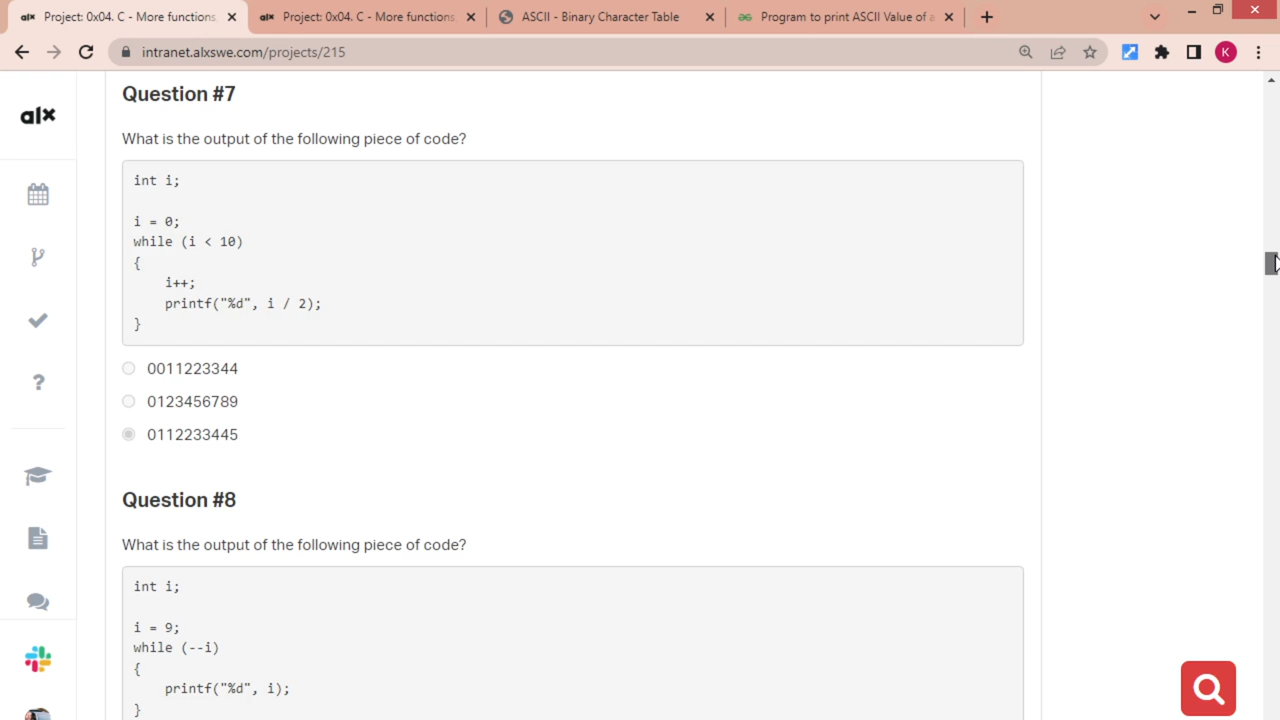 Project: 0x04. C - More functions,
Project: 0x04. C - More functions
ASCII - Binary Character Table
Program to print ASCII Value of a
intranet.alxswe.com/projects/215
K
alx
Question #7
What is the output of the following piece of code?
int i;
i = 0;
while (i < 10)
{
i++;
printf("%d", i / 2);
}
0011223344
0123456789
0112233445
Question #8
What is the output of the following piece of code?
int i;
i = 9;
while (--i)
{
printf("%d", i);
}